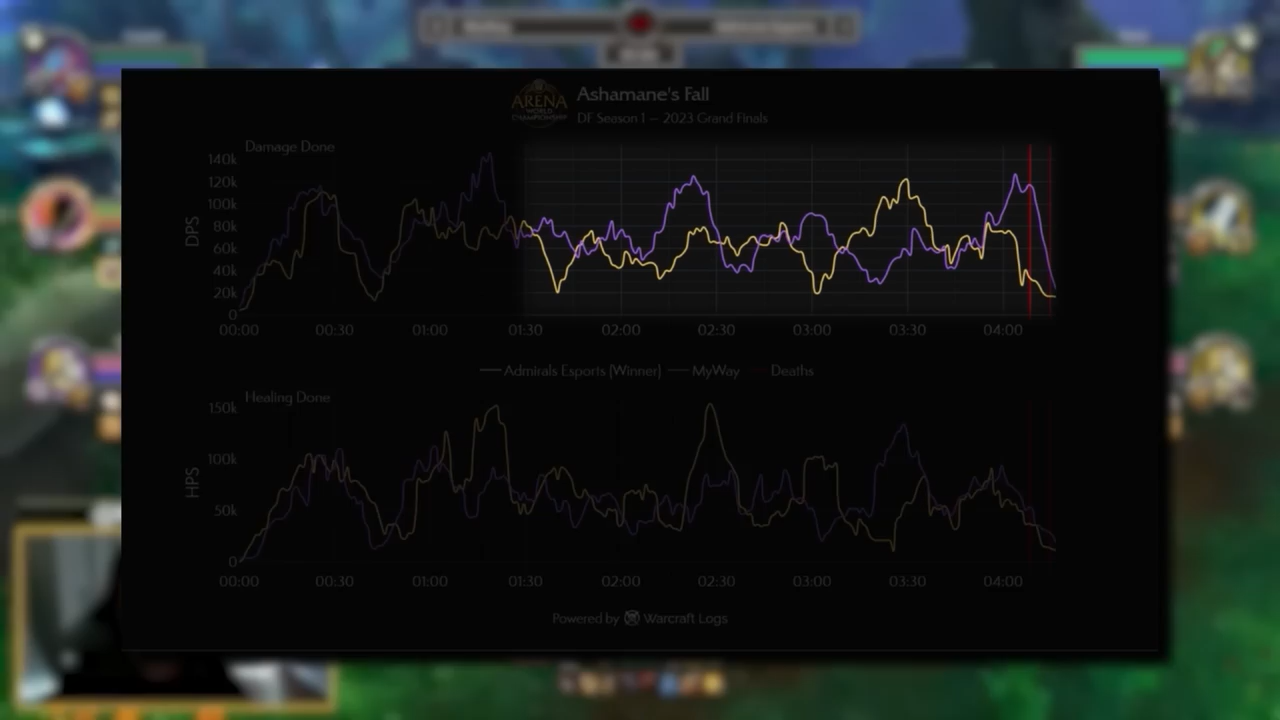 ARENA
WORLD
CHAMPIONSHIP
Ashamane's Fall
DF Season 1 – 2023 Grand Finals
Damage Done
DPS
140k
120k
100k
80k
60k
40k
20k
0
00:00 00:30 01:00 01:30 02:00 02:30 03:00 03:30 04:00
Admirals Esports (Winner) MyWay Deaths
Healing Done
HPS
150k
100k
50k
0
00:00 00:30 01:00 01:30 02:00 02:30 03:00 03:30 04:00
Powered by Warcraft Logs